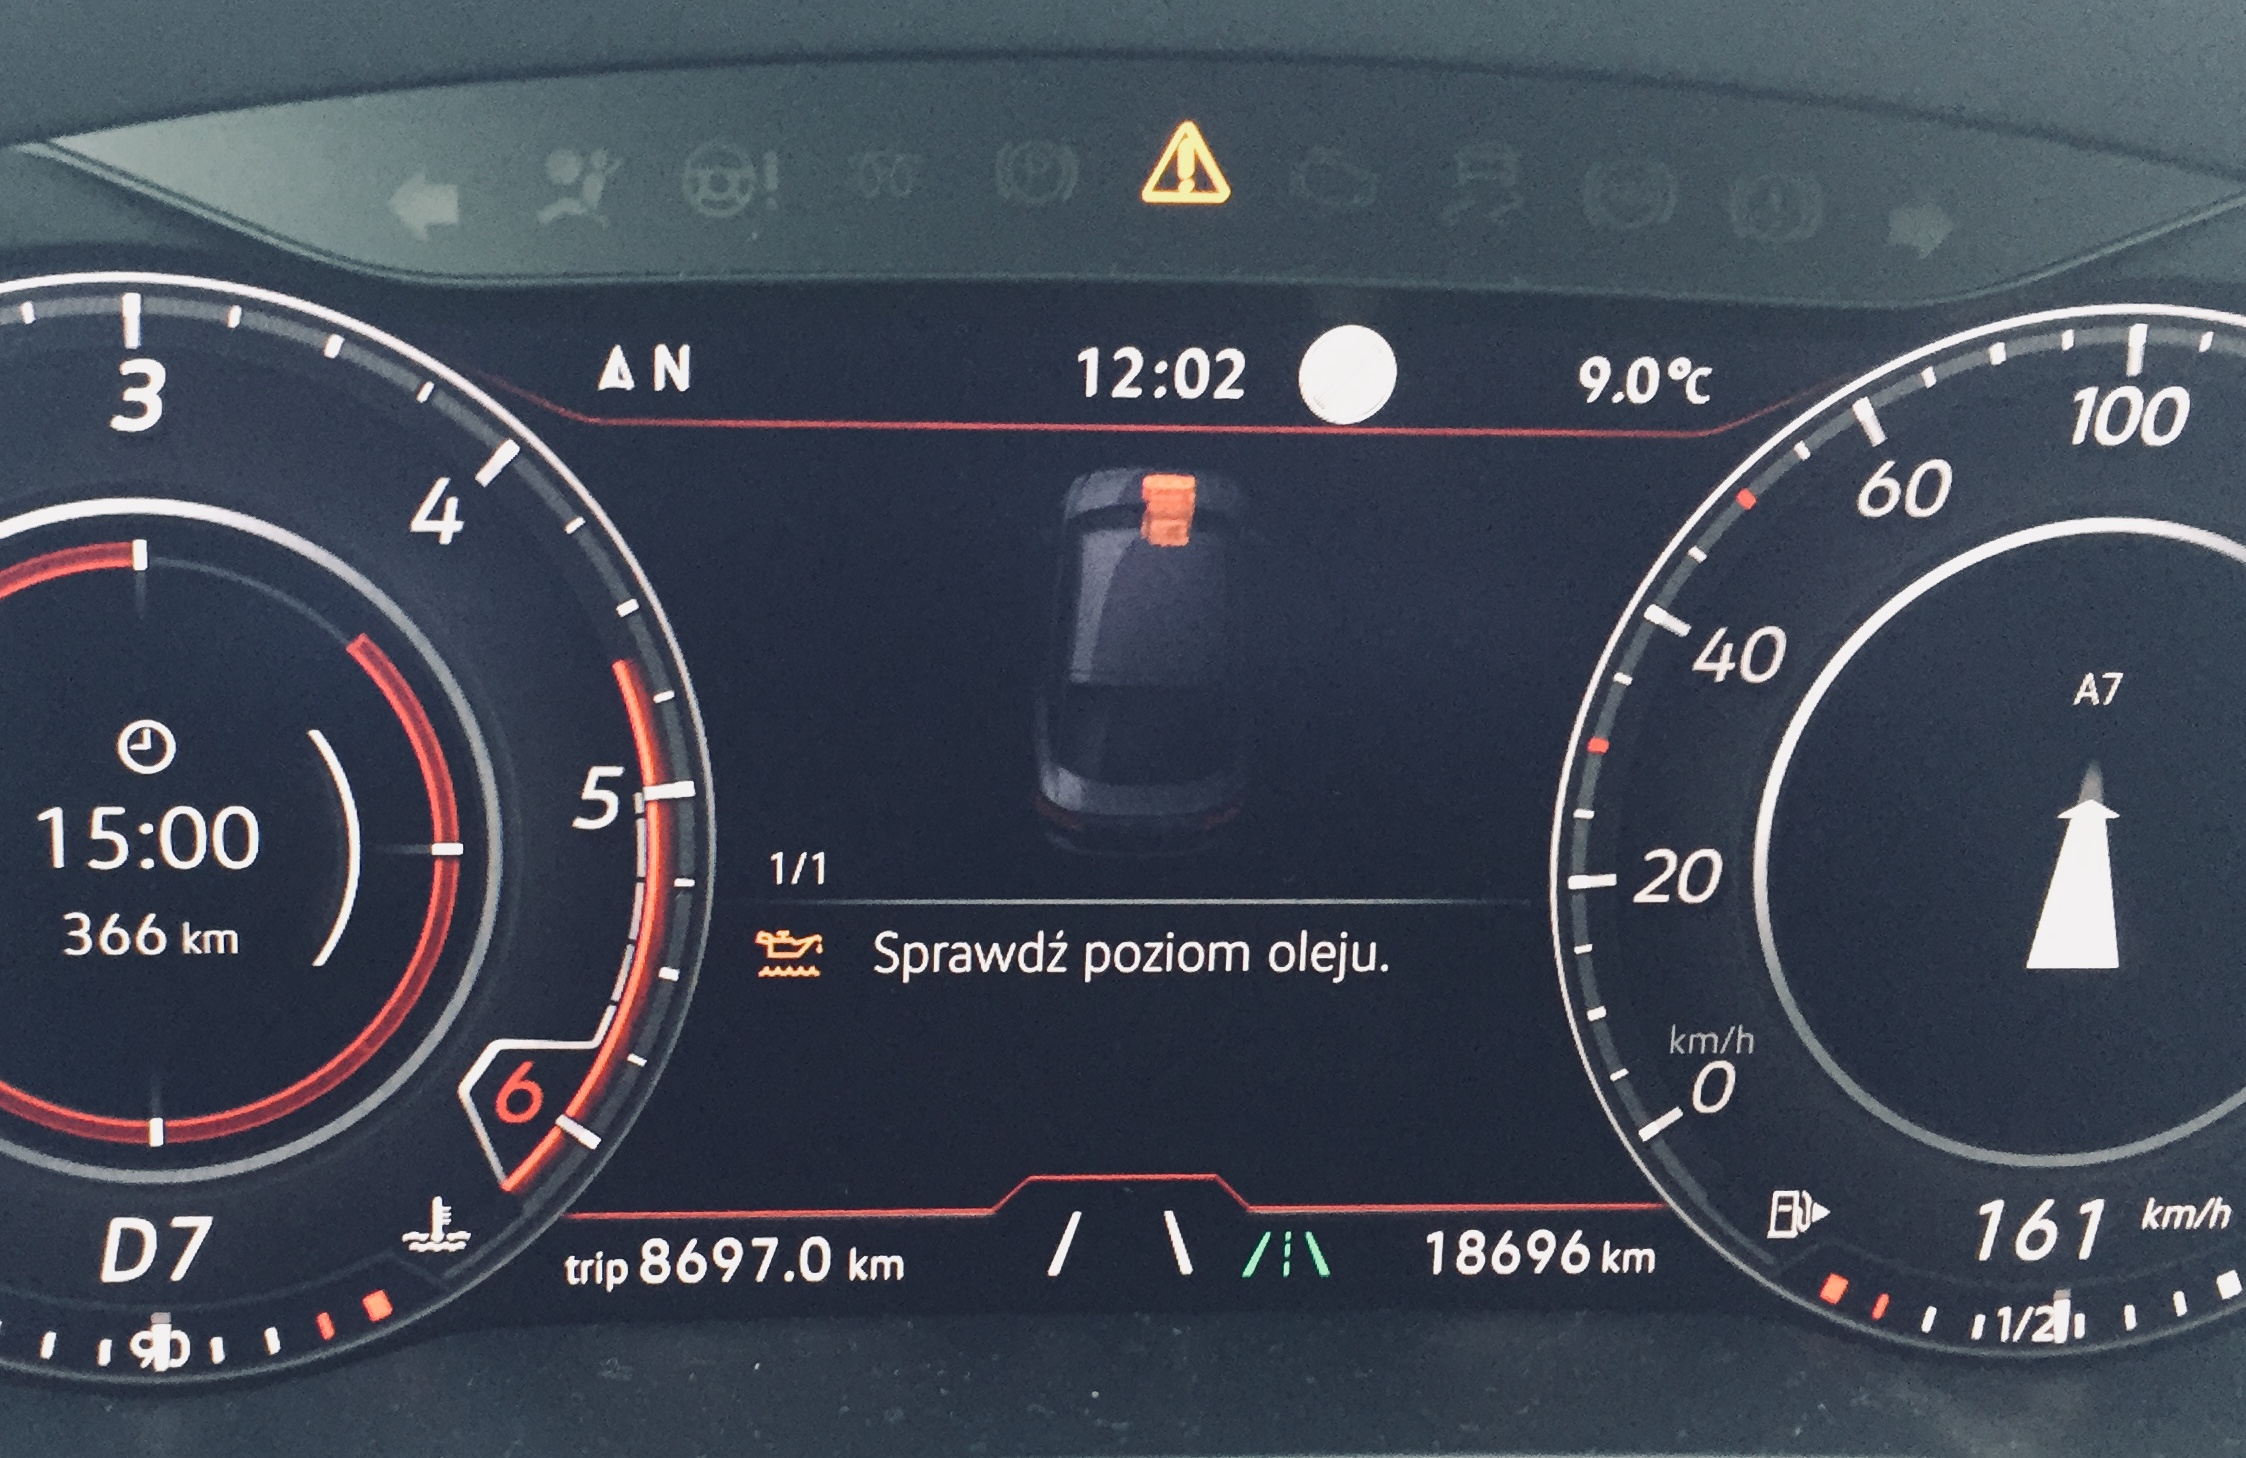 N
12:02
9.0°C
3
4
5
6
15:00
366 km
D7
90
1/1
Sprawdź poziom oleju.
trip 8697.0 km
18696 km
100
60
40
20
km/h
0
A7
161 km/h
1/2